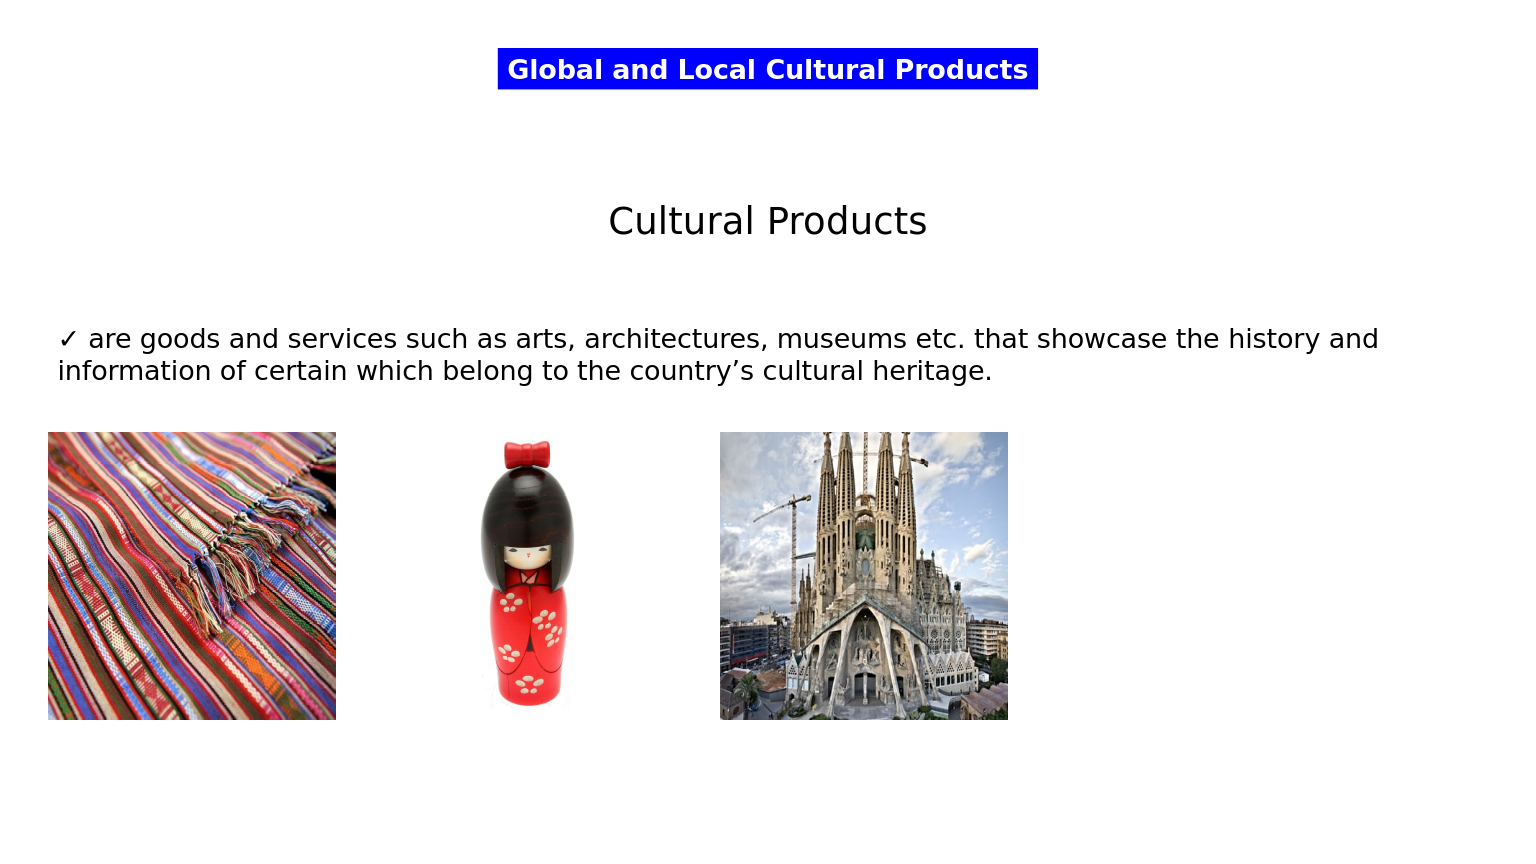 Global and Local Cultural Products
Cultural Products
✓ are goods and services such as arts, architectures, museums etc. that showcase the history and
information of certain which belong to the country’s cultural heritage.